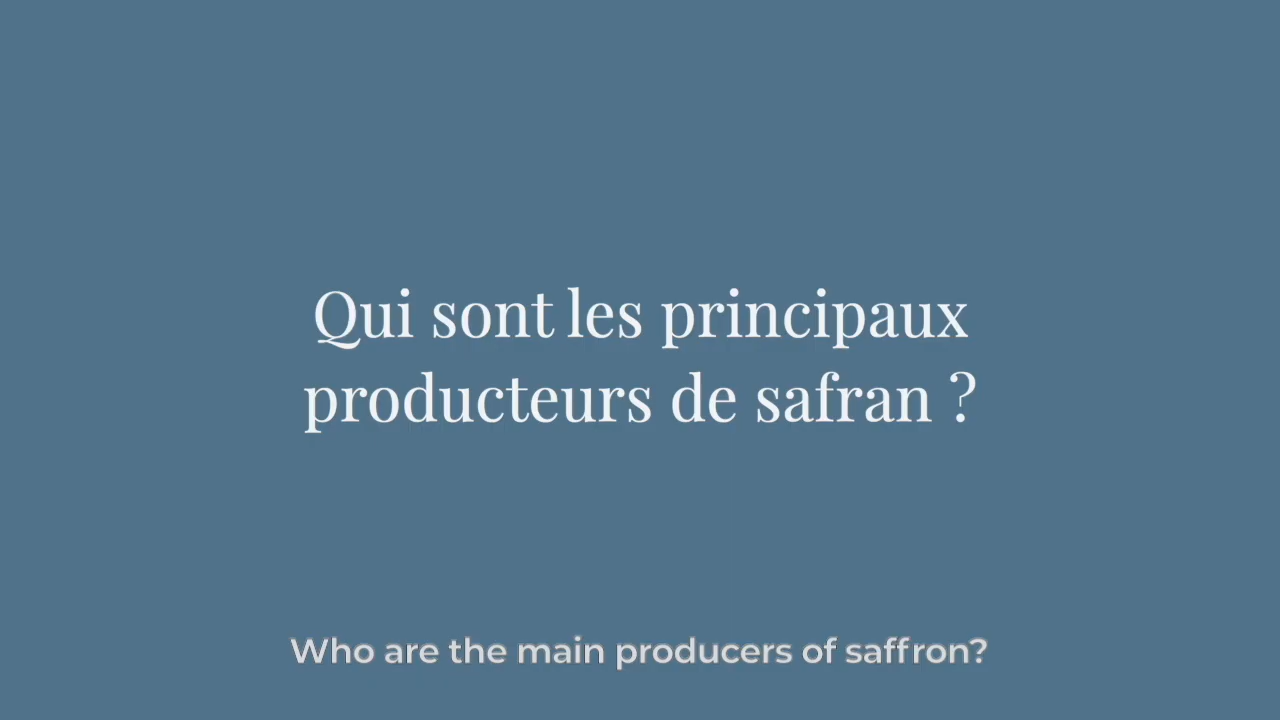 Qui sont les principaux
producteurs de safran ?
Who are the main producers of saffron?